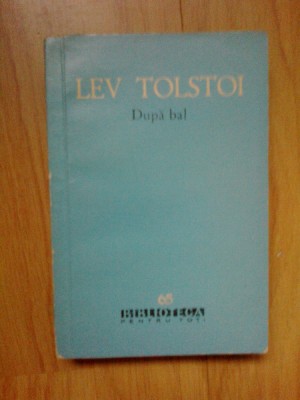 LEV TOLSTOI
După bal
65
BIBLIOTECA
PENTRU TOȚI